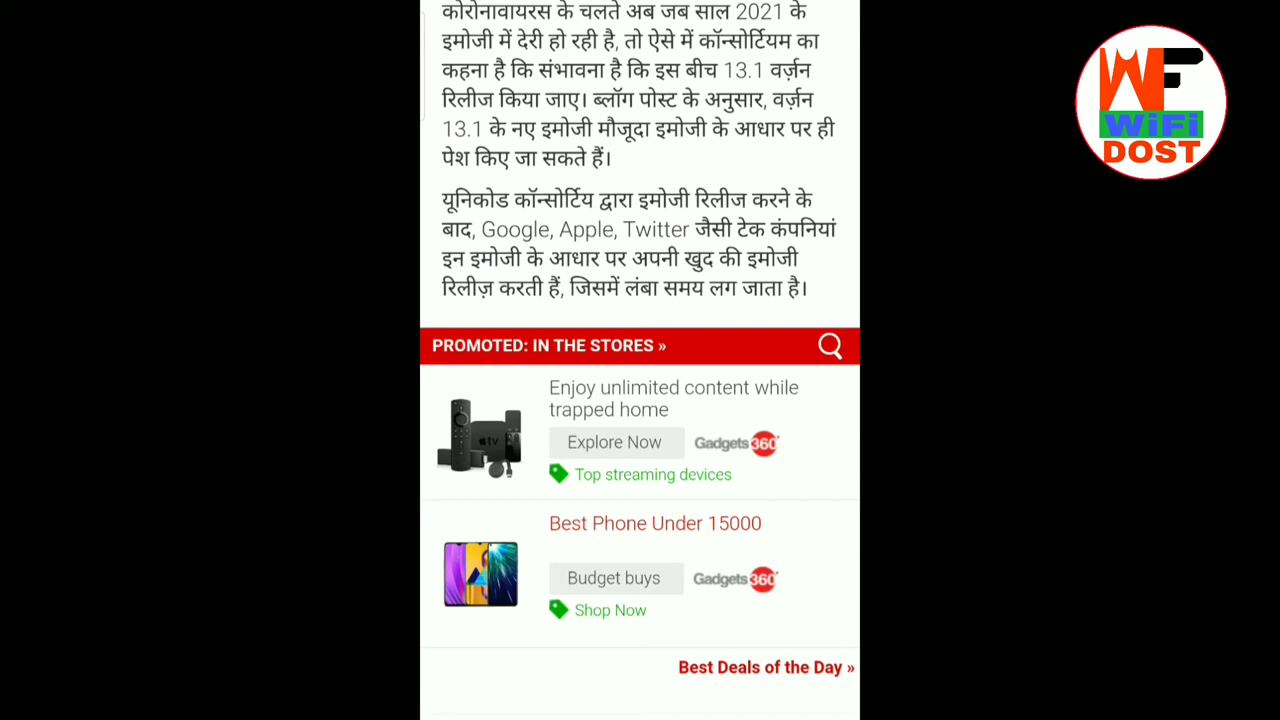 कोरोनावायरस के चलते अब जब साल 2021 के
इमोजी में देरी हो रही है, तो ऐसे में कॉन्सोर्टियम का
कहना है कि संभावना है कि इस बीच 13.1 वर्ज़न
रिलीज किया जाए। ब्लॉग पोस्ट के अनुसार, वर्ज़न
13.1 के नए इमोजी मौजूदा इमोजी के आधार पर ही
पेश किए जा सकते हैं।
यूनिकोड कॉन्सोर्टिय द्वारा इमोजी रिलीज करने के
बाद, Google, Apple, Twitter जैसी टेक कंपनियां
इन इमोजी के आधार पर अपनी खुद की इमोजी
रिलीज़ करती हैं, जिसमें लंबा समय लग जाता है।
PROMOTED: IN THE STORES »
Enjoy unlimited content while
trapped home
Explore Now Gadgets 360°
Top streaming devices
tv
Best Phone Under 15000
Budget buys Gadgets 360°
Shop Now
Best Deals of the Day »
WF
WiFi
DOST